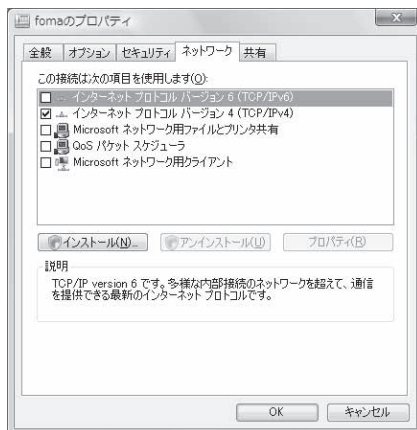 fomaのプロパティ
全般 オプション セキュリティ ネットワーク 共有
この接続は次の項目を使用します(O):
インターネット プロトコル バージョン 6 (TCP/IPv6)
インターネット プロトコル バージョン 4 (TCP/IPv4)
Microsoft ネットワーク用ファイルとプリンタ共有
QoS パケット スケジューラ
Microsoft ネットワーク用クライアント
インストール(N)... アンインストール(U) プロパティ(R)
説明
TCP/IP version 6 です。多様な内部接続のネットワークを超えて、通信
を提供できる最新のインターネット プロトコルです。
OK キャンセル